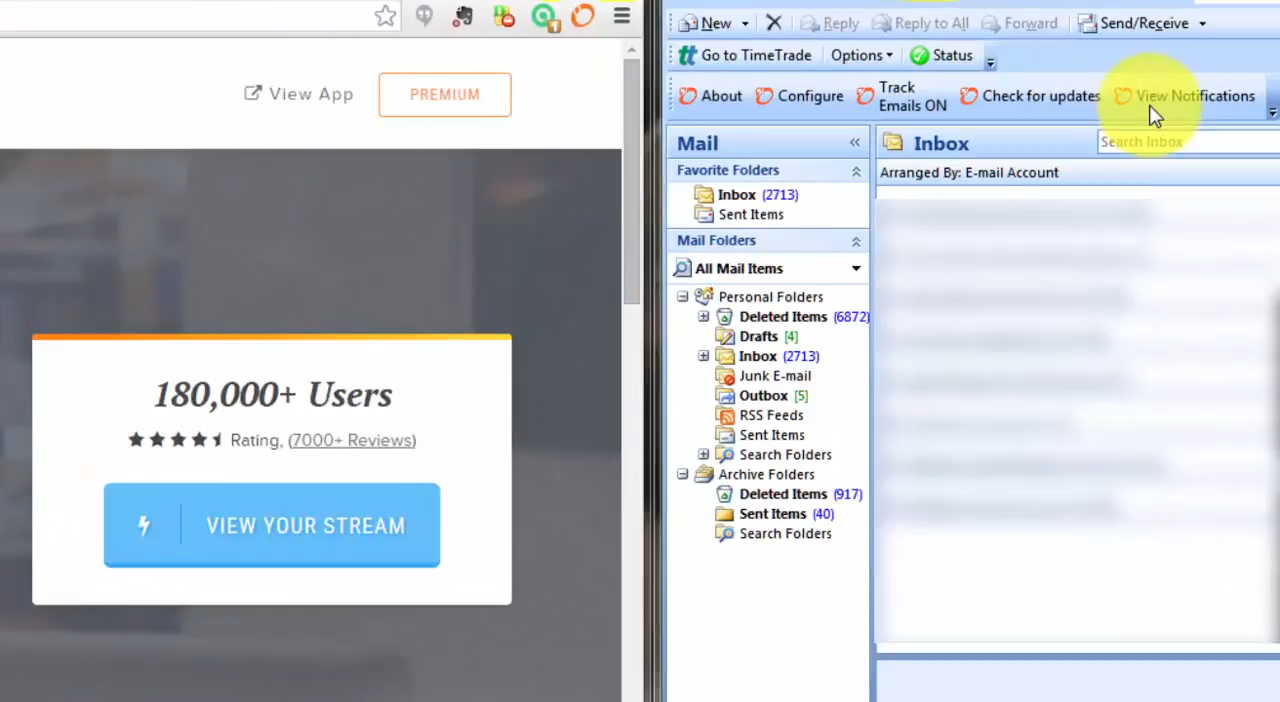 View App
PREMIUM
180,000+ Users
Rating, (7000+ Reviews)
VIEW YOUR STREAM
1
New
Reply
Reply to All
Forward
Send/Receive
tt Go to TimeTrade
Options
Status
About
Configure
Track
Emails ON
Check for updates
View Notifications
Mail
Favorite Folders
Inbox (2713)
Sent Items
Mail Folders
All Mail Items
Personal Folders
Deleted Items (6872)
Drafts [4]
Inbox (2713)
Junk E-mail
Outbox [5]
RSS Feeds
Sent Items
Search Folders
Archive Folders
Deleted Items (917)
Sent Items (40)
Search Folders
Inbox
Search Inbox
Arranged By: E-mail Account